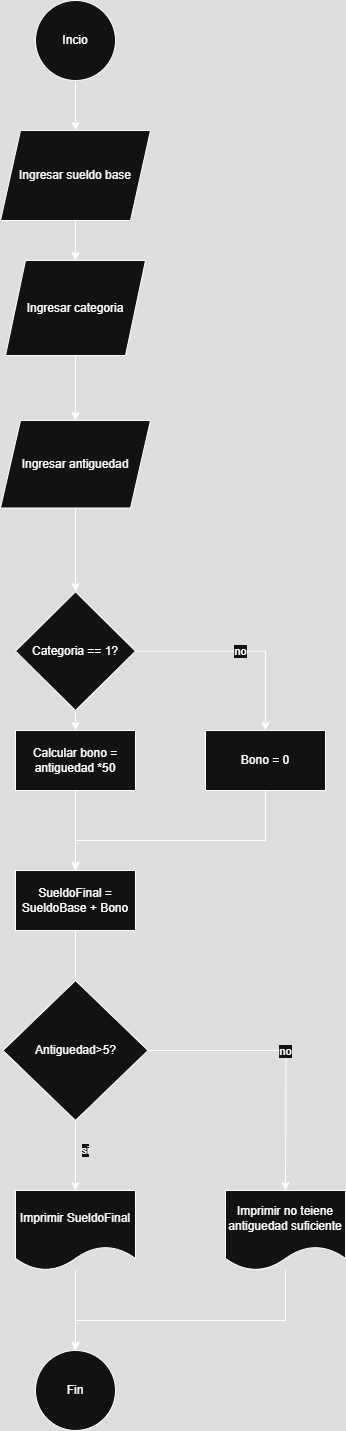 Incio
Ingresar sueldo base
Ingresar categoria
Ingresar antiguedad
Categoria == 1?
no
Calcular bono =
antiguedad *50
Bono = 0
SueldoFinal =
SueldoBase + Bono
Antiguedad>5?
no
Imprimir SueldoFinal
Imprimir no teiene
antiguedad suficiente
Fin